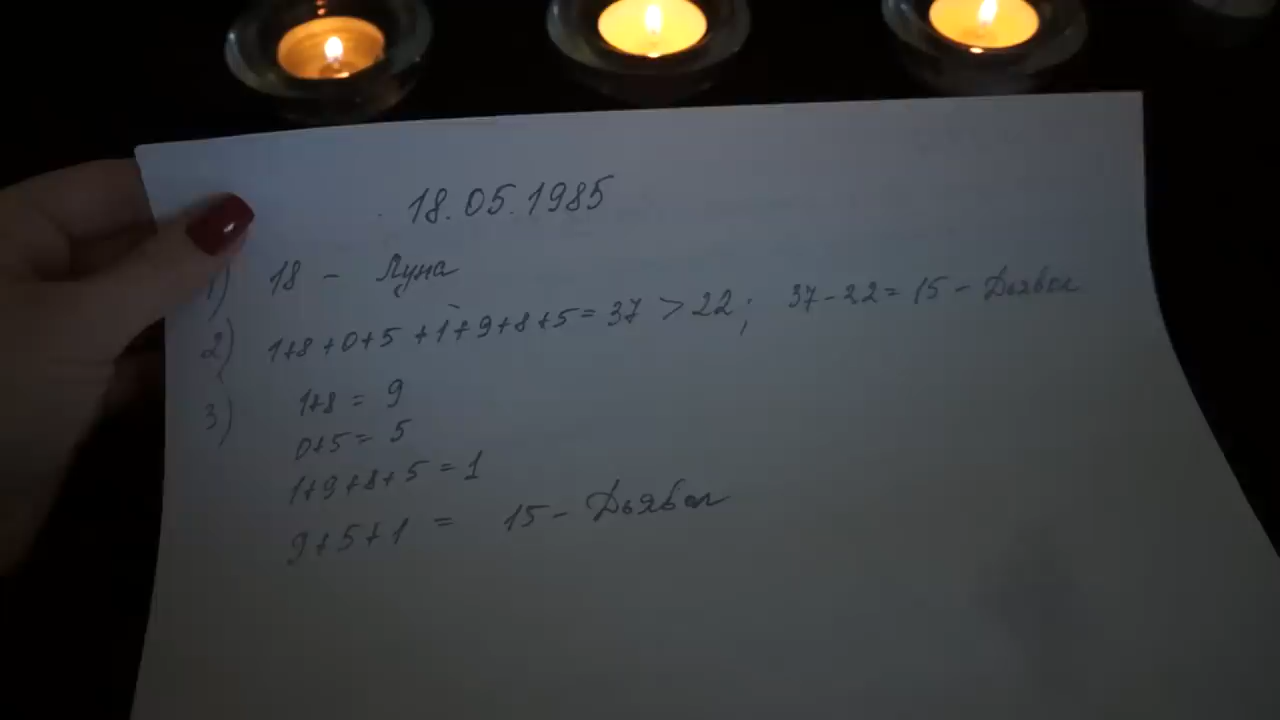 18.05.1985
1) 18 - Луна
2) 1+8+0+5+1+9+8+5=37 > 22; 37-22=15 - Дьявол
3) 1+8 = 9
0+5 = 5
1+9+8+5 = 1
9+5+1 = 15 - Дьявол